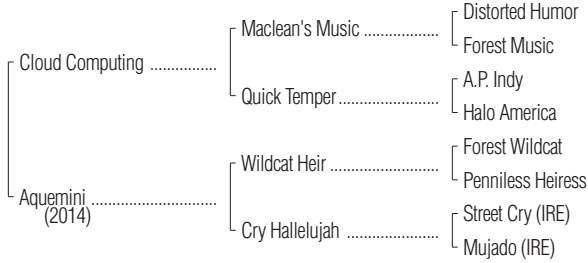 Distorted Humor
Maclean's Music ..................
Forest Music
Cloud Computing ................
A.P. Indy
Quick Temper........................
Halo America
Forest Wildcat
Wildcat Heir ..........................
Penniless Heiress
Aquemini ..............................
(2014)
Street Cry (IRE)
Cry Hallelujah ......................
Mujado (IRE)